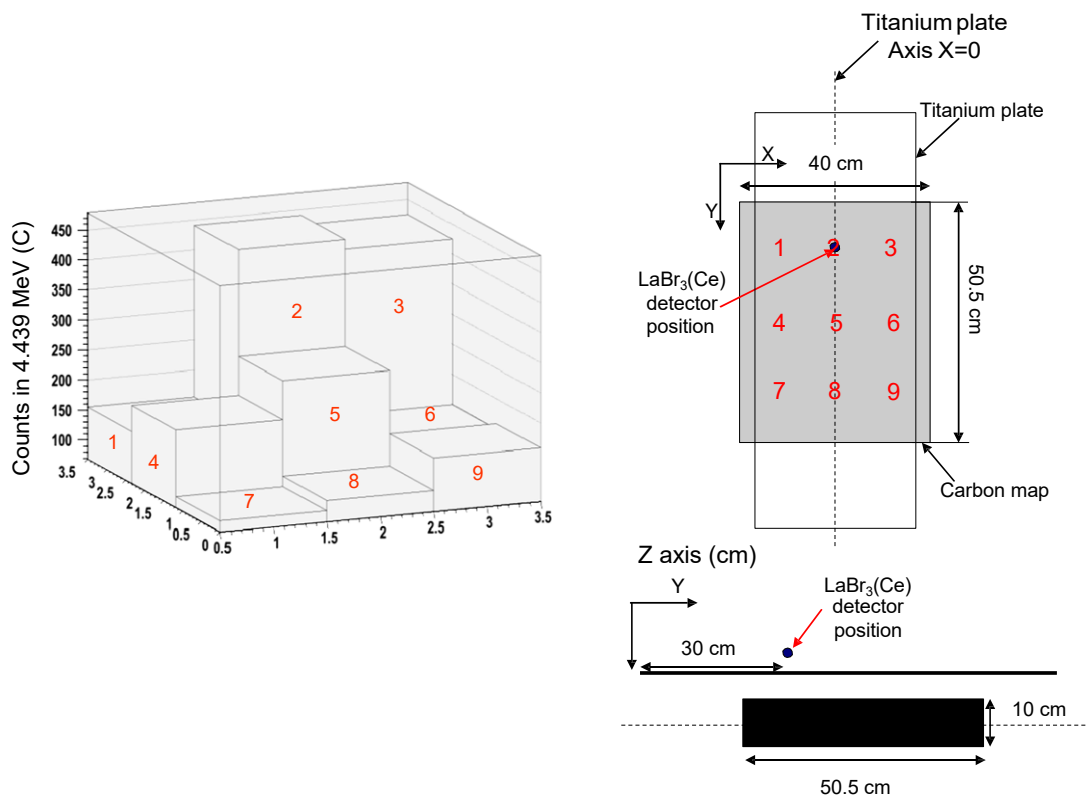 Counts in 4.439 MeV (C)
450
400
350
300
250
200
150
100
3.5
3
2.5
2
1.5
1
0.5
0
0.5
1
1.5
2
2.5
3
3.5
1
2
3
4
5
6
7
8
9
Titanium plate
Axis X=0
Titanium plate
X
40 cm
Y
1
2
3
LaBr₃(Ce)
detector
position
4
5
6
50.5 cm
7
8
9
Carbon map
Z axis (cm)
Y
LaBr₃(Ce)
detector
position
30 cm
10 cm
50.5 cm